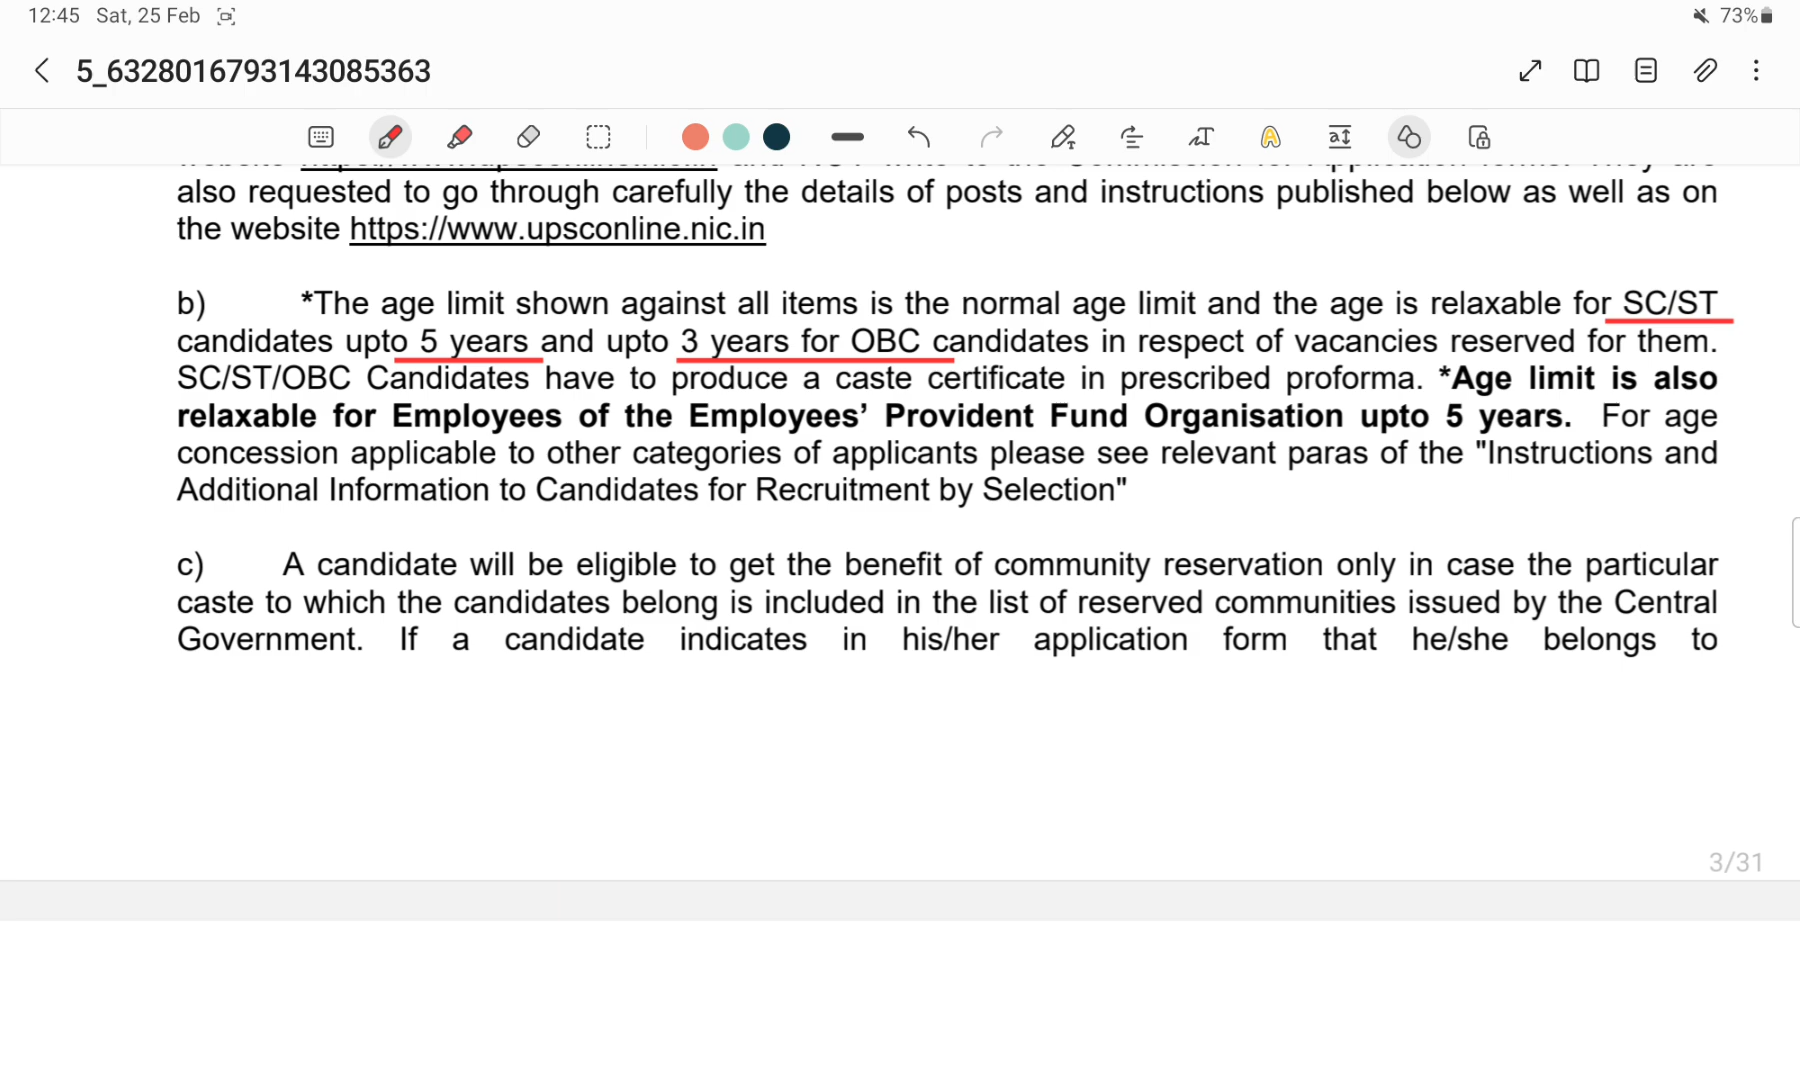 12:45 Sat, 25 Feb
73%
5_6328016793143085363
also requested to go through carefully the details of posts and instructions published below as well as on
the website https://www.upsconline.nic.in
b) *The age limit shown against all items is the normal age limit and the age is relaxable for SC/ST
candidates upto 5 years and upto 3 years for OBC candidates in respect of vacancies reserved for them.
SC/ST/OBC Candidates have to produce a caste certificate in prescribed proforma. *Age limit is also
relaxable for Employees of the Employees’ Provident Fund Organisation upto 5 years. For age
concession applicable to other categories of applicants please see relevant paras of the "Instructions and
Additional Information to Candidates for Recruitment by Selection"
c) A candidate will be eligible to get the benefit of community reservation only in case the particular
caste to which the candidates belong is included in the list of reserved communities issued by the Central
Government. If a candidate indicates in his/her application form that he/she belongs to
3/31